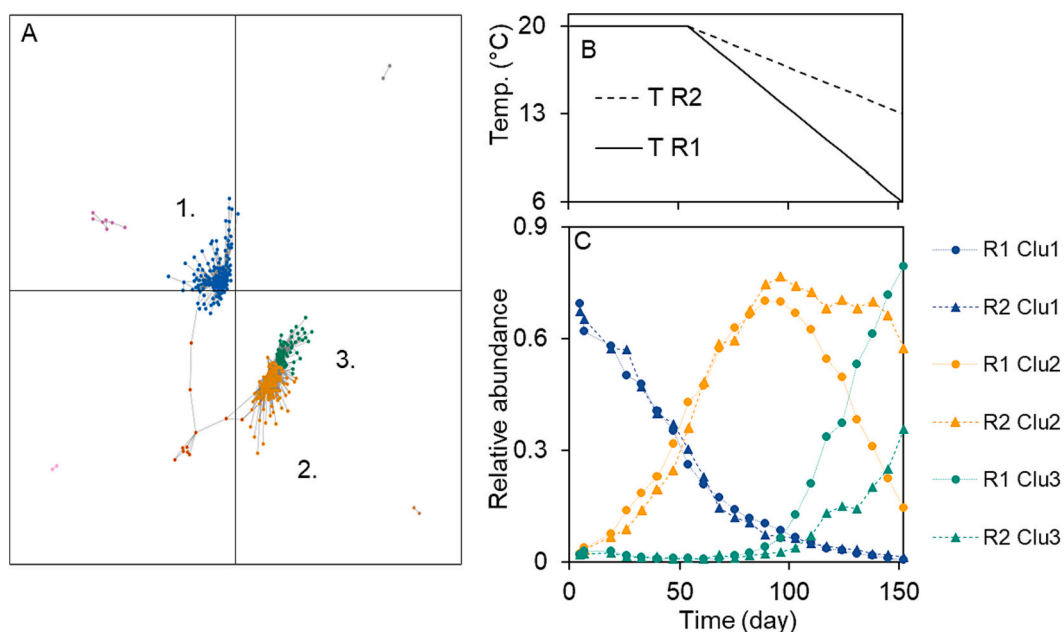 A
1.
3.
2.
Temp. (°C)
20
13
6
B
T R2
T R1
Relative abundance
0.9
0.6
0.3
0
C
0 50 100 150
Time (day)
R1 Clu1
R2 Clu1
R1 Clu2
R2 Clu2
R1 Clu3
R2 Clu3